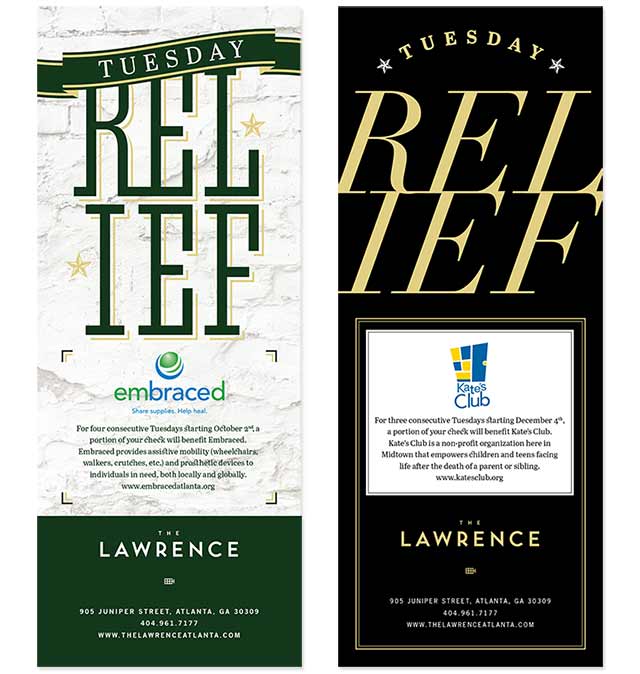 TUESDAY
REL
IEF
embraced
Share supplies. Help heal.
For four consecutive Tuesdays starting October 2nd, a
portion of your check will benefit Embraced.
Embraced provides assistive mobility (wheelchairs,
walkers, crutches, etc.) and prosthetic devices to
individuals in need, both locally and globally.
www.embracedatlanta.org
THE
LAWRENCE
905 JUNIPER STREET, ATLANTA, GA 30309
404.961.7177
WWW.THELAWRENCEATLANTA.COM
TUESDAY
REL
IEF
Kate's
Club
For three consecutive Tuesdays starting December 4th,
a portion of your check will benefit Kate's Club.
Kate's Club is a non-profit organization here in
Midtown that empowers children and teens facing
life after the death of a parent or sibling.
www.katesclub.org
THE
LAWRENCE
905 JUNIPER STREET, ATLANTA, GA 30309
404.961.7177
WWW.THELAWRENCEATLANTA.COM